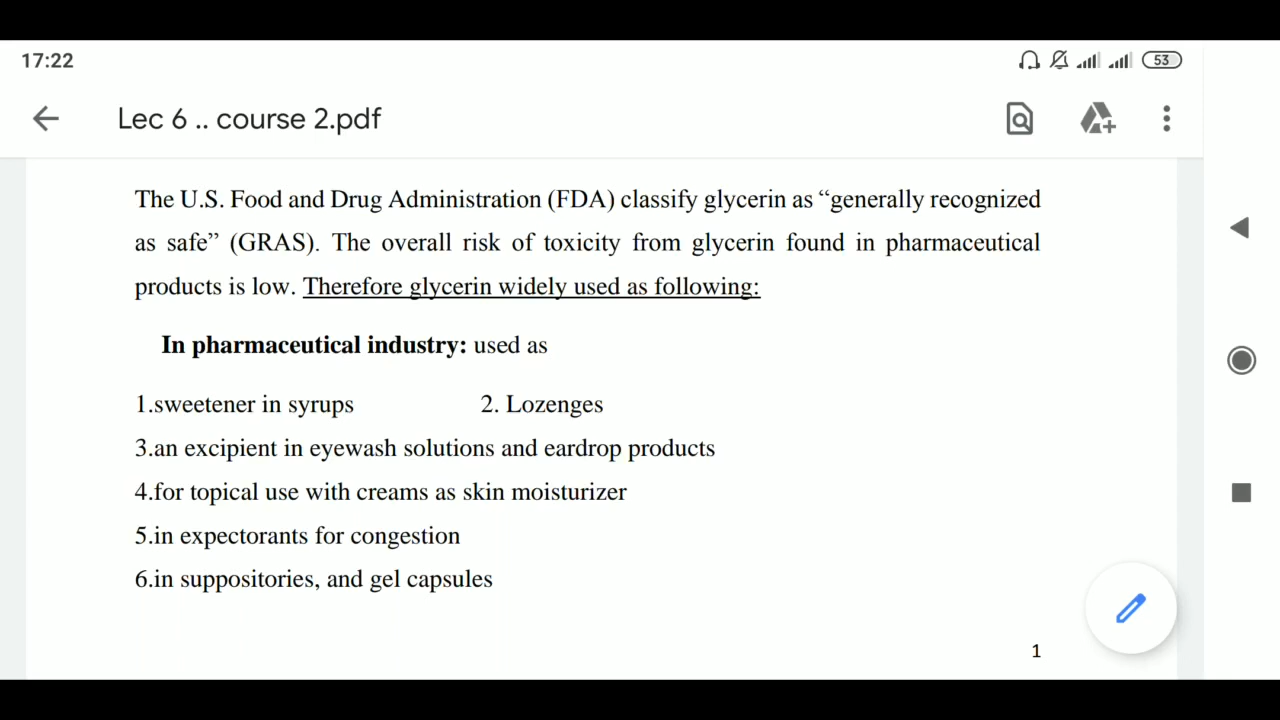 17:22
53
Lec 6 .. course 2.pdf
The U.S. Food and Drug Administration (FDA) classify glycerin as “generally recognized
as safe” (GRAS). The overall risk of toxicity from glycerin found in pharmaceutical
products is low. Therefore glycerin widely used as following:
In pharmaceutical industry: used as
1.sweetener in syrups 2. Lozenges
3.an excipient in eyewash solutions and eardrop products
4.for topical use with creams as skin moisturizer
5.in expectorants for congestion
6.in suppositories, and gel capsules
1